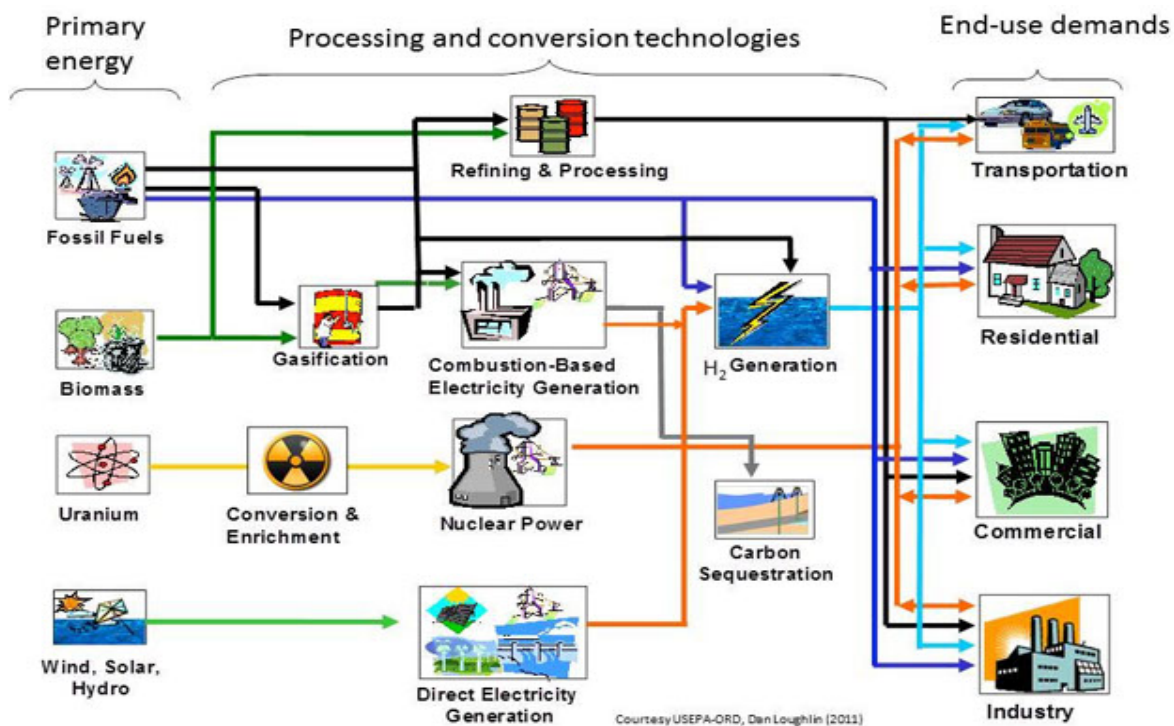 Primary
energy
Processing and conversion technologies
End-use demands
Refining & Processing
Transportation
Fossil Fuels
Gasification
Combustion-Based
Electricity Generation
H2 Generation
Residential
Biomass
Uranium
Conversion &
Enrichment
Nuclear Power
Carbon
Sequestration
Commercial
Wind, Solar,
Hydro
Direct Electricity
Generation
Industry
Courtesy USEPA-ORD, Dan Loughlin (2011)